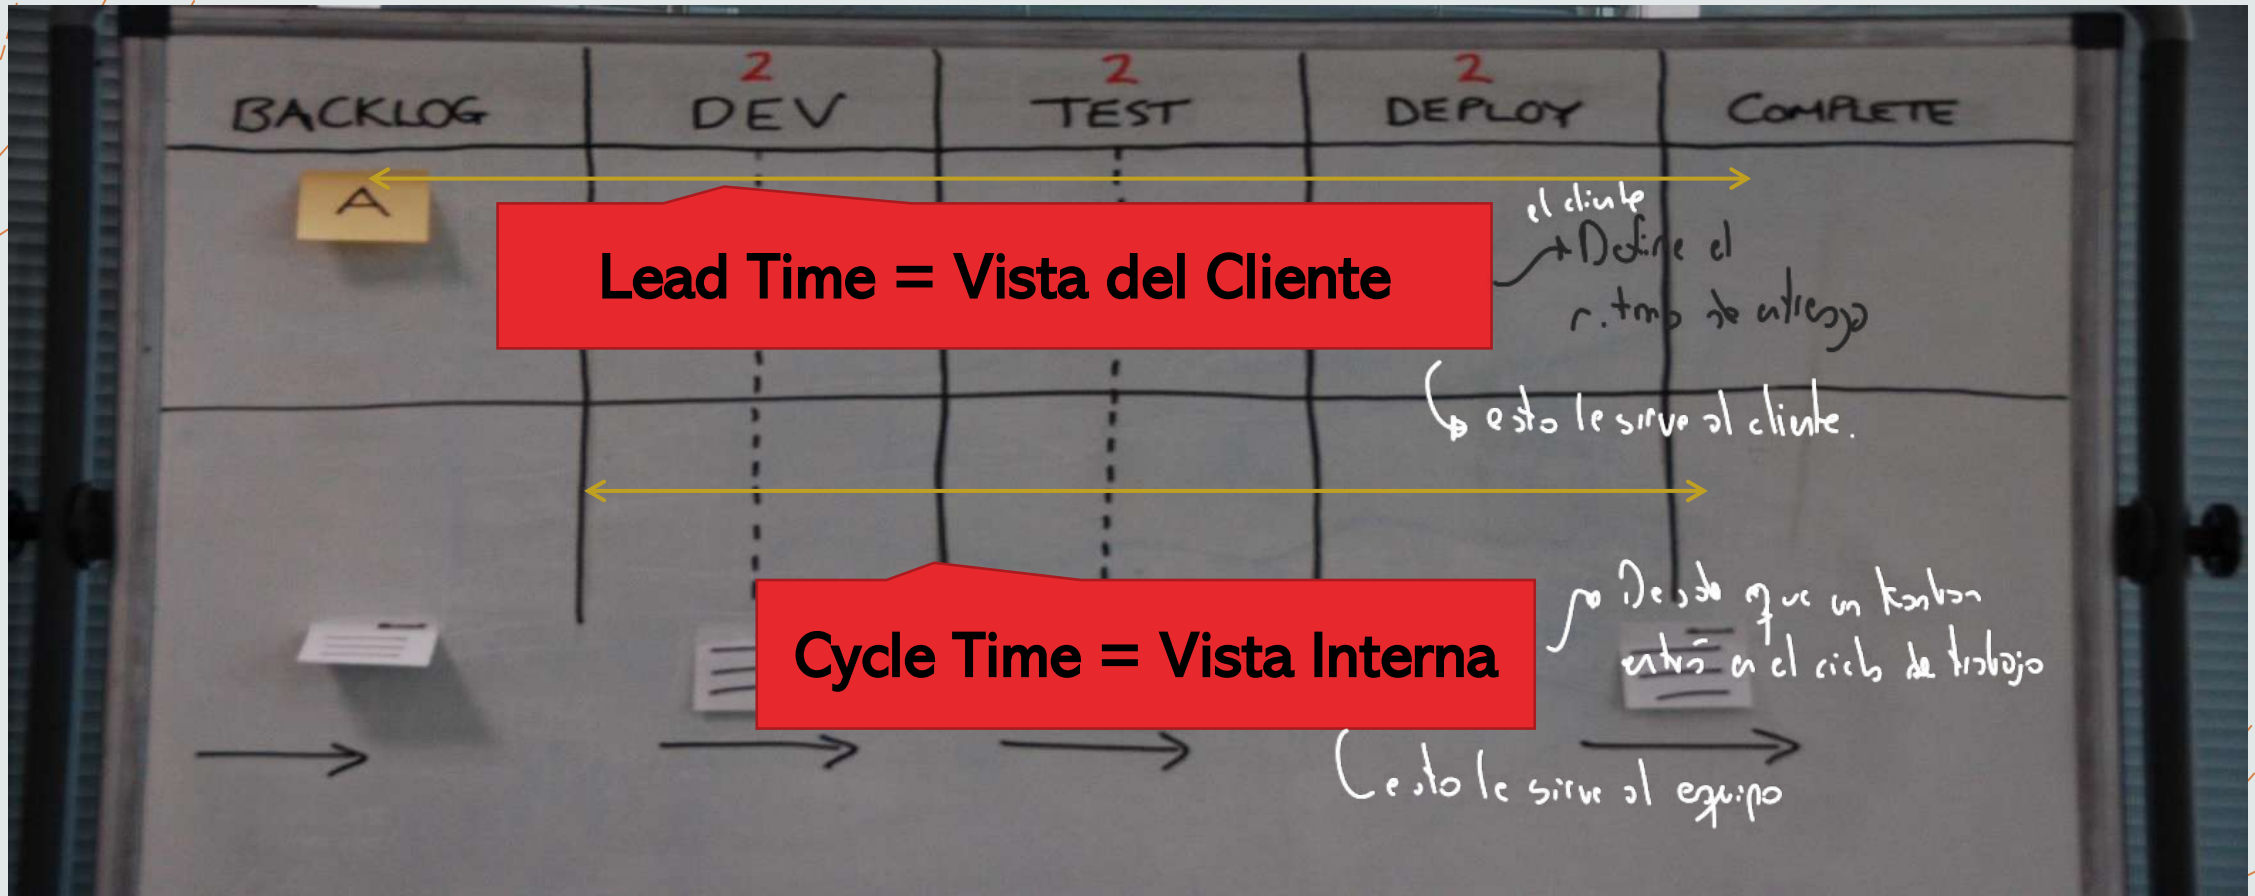 2 2 2
BACKLOG DEV TEST DEPLOY COMPLETE
A
el cliente
Define el
ritmo de entrega
Lead Time = Vista del Cliente
esto le sirve al cliente.
Cycle Time = Vista Interna
Desde que un kanban
entra en el ciclo de trabajo
esto le sirve al equipo